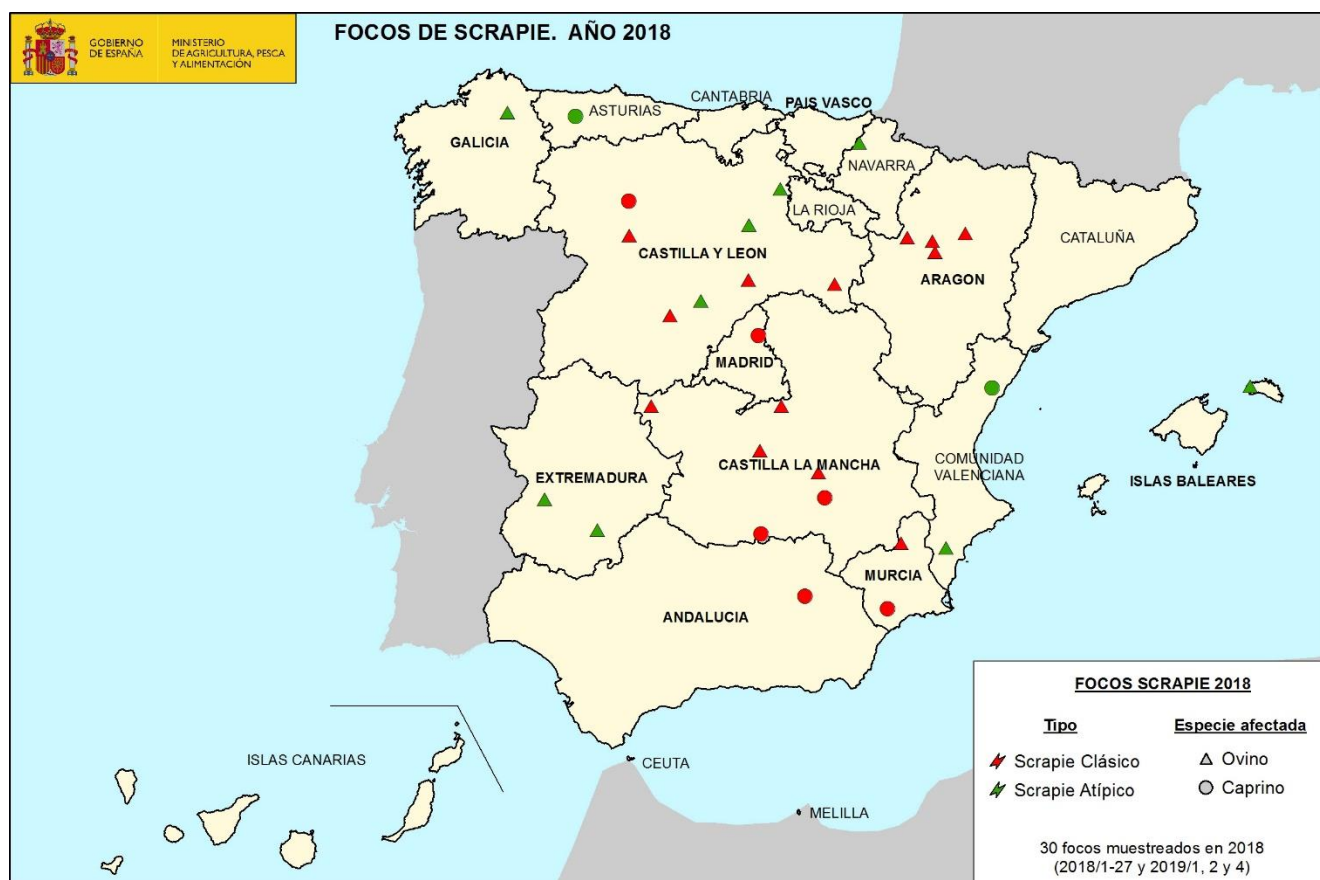 GOBIERNO
DE ESPAÑA
MINISTERIO
DE AGRICULTURA, PESCA
Y ALIMENTACIÓN
FOCOS DE SCRAPIE. AÑO 2018
CANTABRIA
PAIS VASCO
ASTURIAS
GALICIA
NAVARRA
LA RIOJA
CATALUÑA
CASTILLA Y LEON
ARAGON
MADRID
COMUNIDAD
VALENCIANA
CASTILLA LA MANCHA
EXTREMADURA
ISLAS BALEARES
MURCIA
ANDALUCIA
ISLAS CANARIAS
CEUTA
MELILLA
FOCOS SCRAPIE 2018
Tipo
Especie afectada
Scrapie Clásico
Ovino
Scrapie Atípico
Caprino
30 focos muestreados en 2018
(2018/1-27 y 2019/1, 2 y 4)